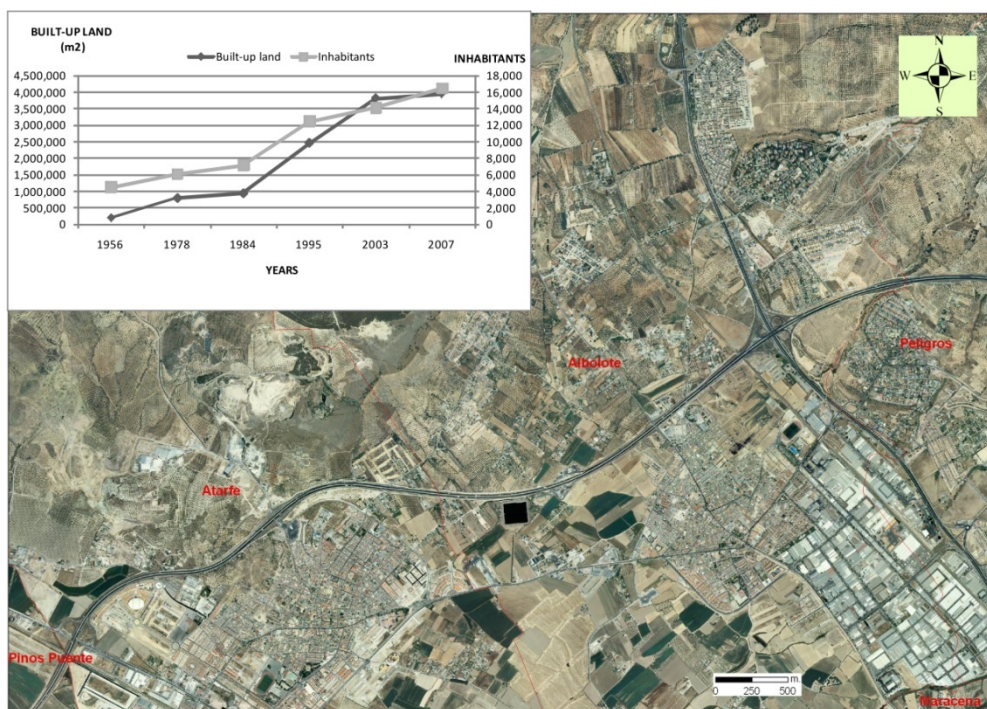 BUILT-UP LAND
(m2)
Built-up land
Inhabitants
INHABITANTS
4,500,000
4,000,000
3,500,000
3,000,000
2,500,000
2,000,000
1,500,000
1,000,000
500,000
0
18,000
16,000
14,000
12,000
10,000
8,000
6,000
4,000
2,000
0
1956 1978 1984 1995 2003 2007
YEARS
N
W E
S
Albolote
Peligros
Atarfe
Pinos Puente
m.
0 250 500
Maracena